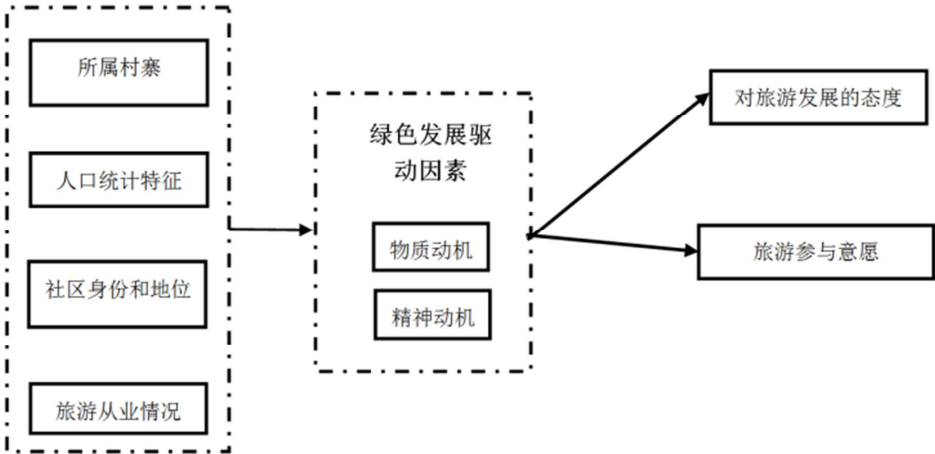 所属村寨
人口统计特征
社区身份和地位
旅游从业情况
绿色发展驱
动因素
物质动机
精神动机
对旅游发展的态度
旅游参与意愿